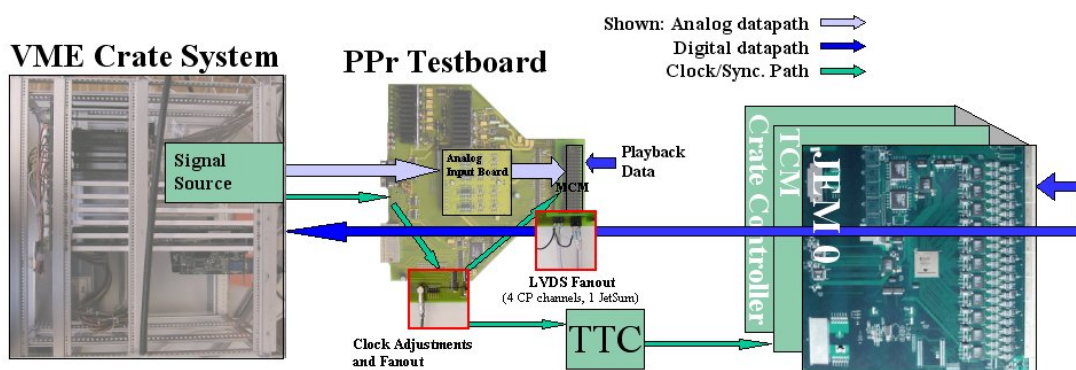 Shown: Analog datapath
Digital datapath
Clock/Sync. Path
VME Crate System
PPr Testboard
Signal
Source
Analog
Input Board
MCM
Playback
Data
LVDS Fanout
(4 CP channels, 1 JetSum)
Clock Adjustments
and Fanout
TTC
Crate Controller
TCM
JEM 0